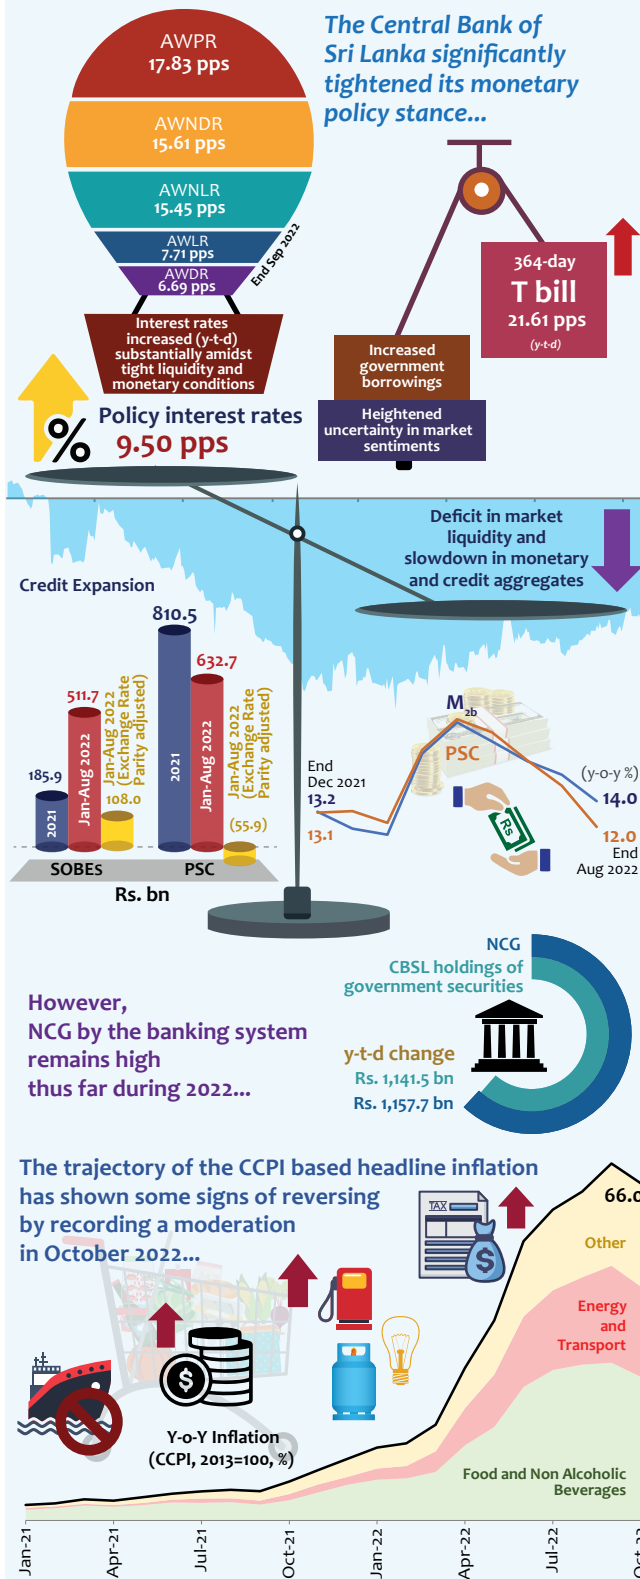 The Central Bank of
Sri Lanka significantly
tightened its monetary
policy stance...
AWPR
17.83 pps
AWNDR
15.61 pps
AWNLR
15.45 pps
AWLR
7.71 pps
AWDR
6.69 pps
End Sep 2022
Interest rates
increased (y-t-d)
substantially amidst
tight liquidity and
monetary conditions
364-day
T bill
21.61 pps
(y-t-d)
Increased
government
borrowings
Heightened
uncertainty in market
sentiments
%
Policy interest rates
9.50 pps
Deficit in market
liquidity and
slowdown in monetary
and credit aggregates
Credit Expansion
185.9
2021
511.7
Jan-Aug 2022
108.0
Jan-Aug 2022
(Exchange Rate
Parity adjusted)
810.5
2021
632.7
Jan-Aug 2022
(55.9)
Jan-Aug 2022
(Exchange Rate
Parity adjusted)
SOBEs
PSC
Rs. bn
M2b
PSC
End
Dec 2021
13.2
13.1
(y-o-y %)
14.0
12.0
End
Aug 2022
Rs
NCG
CBSL holdings of
government securities
y-t-d change
Rs. 1,141.5 bn
Rs. 1,157.7 bn
However,
NCG by the banking system
remains high
thus far during 2022...
The trajectory of the CCPI based headline inflation
has shown some signs of reversing
by recording a moderation
in October 2022...
TAX
$
$
66.0
Other
Energy
and
Transport
Food and Non Alcoholic
Beverages
Y-o-Y Inflation
(CCPI, 2013=100, %)
Jan-21
Apr-21
Jul-21
Oct-21
Jan-22
Apr-22
Jul-22